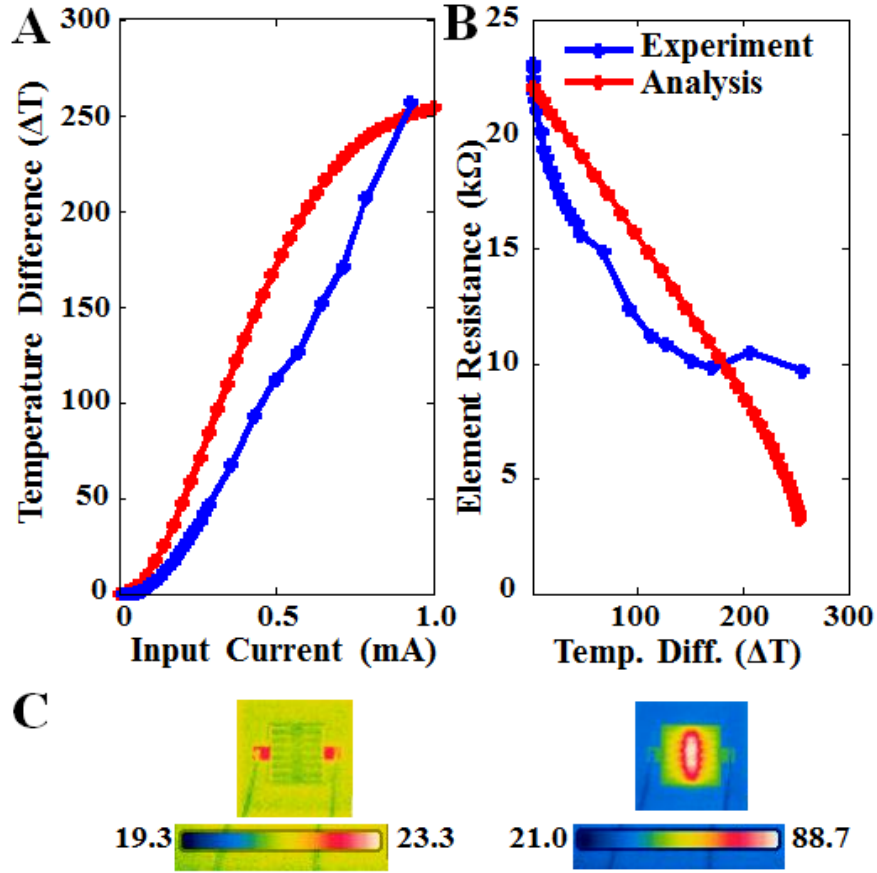 A
B
300
250
200
150
100
50
0
Temperature Difference (ΔT)
0
0.5
1.0
Input Current (mA)
25
20
15
10
5
0
Element Resistance (kΩ)
Experiment
Analysis
100
200
300
Temp. Diff. (ΔT)
C
19.3
23.3
21.0
88.7